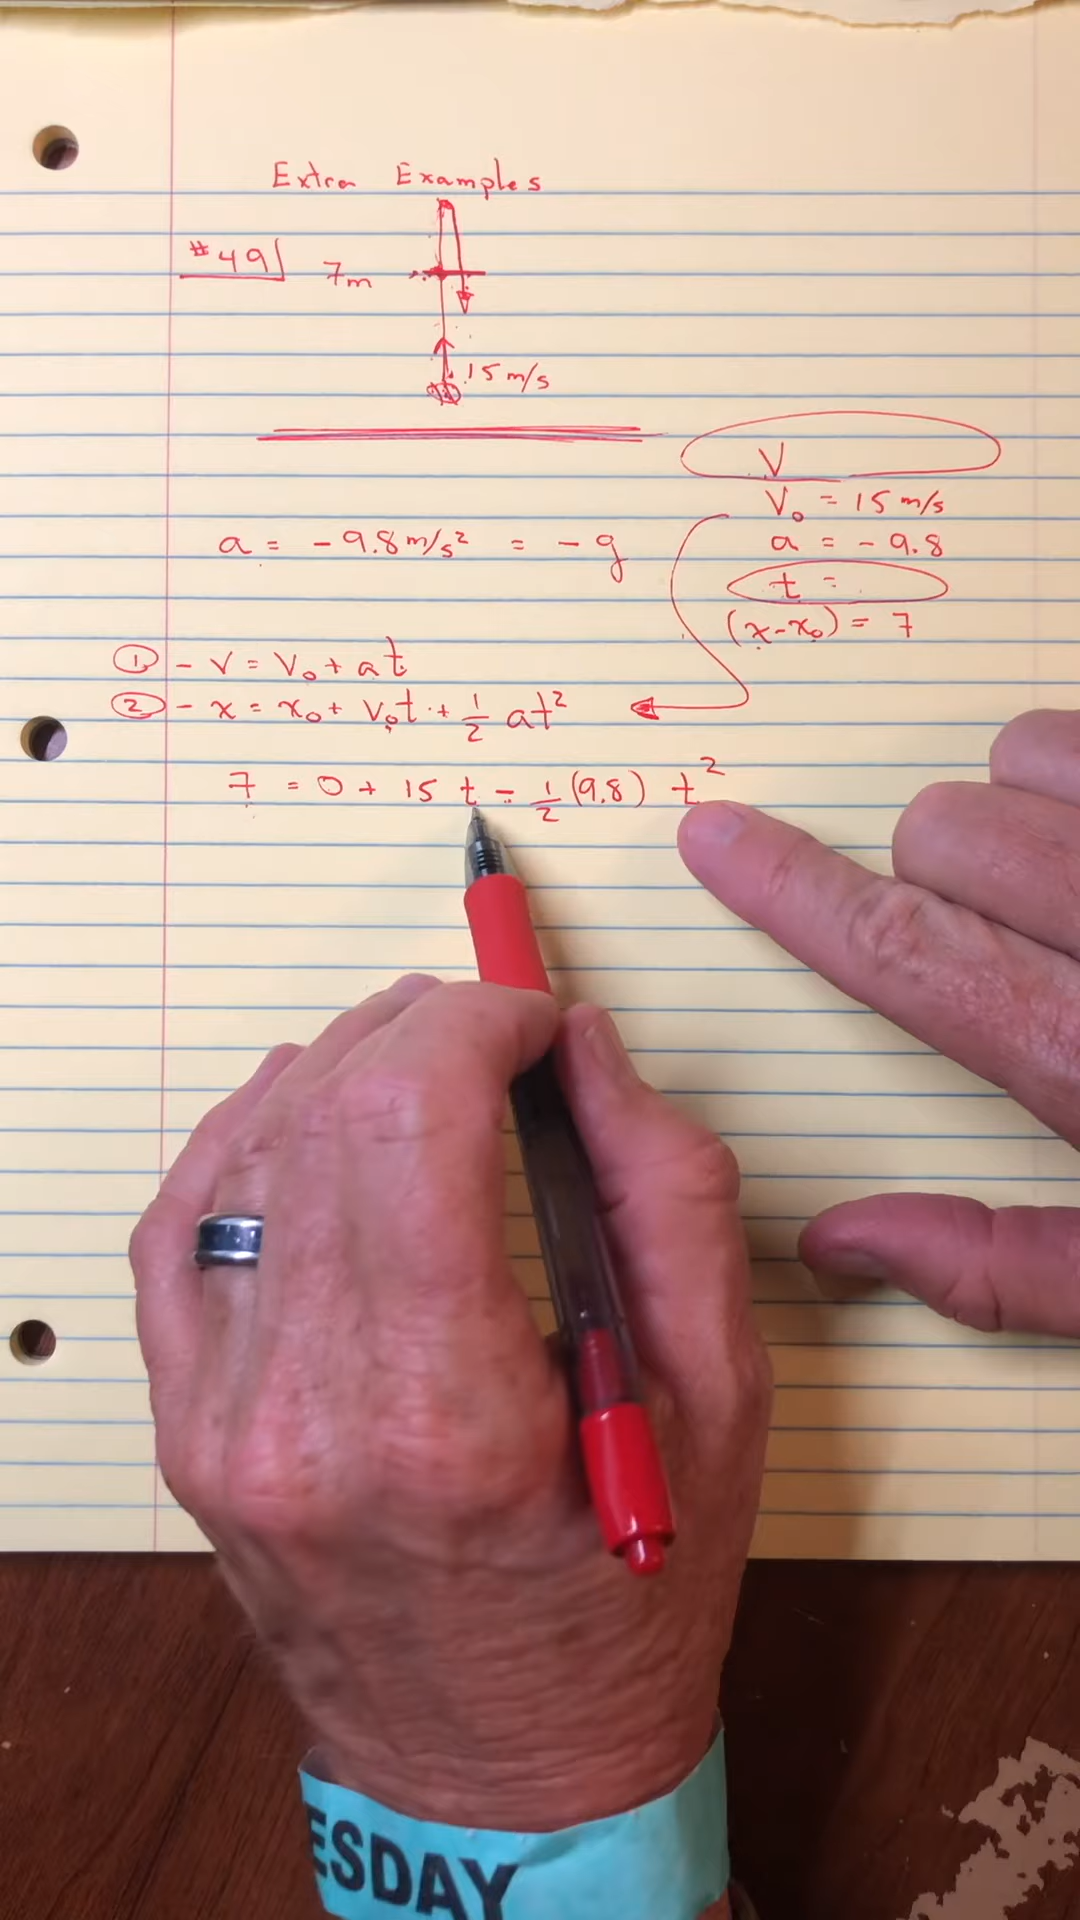 Extra Examples
#49
7m
15 m/s
V
V₀ = 15 m/s
a = -9.8 m/s² = -g
a = -9.8
t =
(x-x₀) = 7
① - V = V₀ + at
② - x = x₀ + V₀t + ½ at²
7 = 0 + 15 t - ½ (9.8) t²
ESDAY